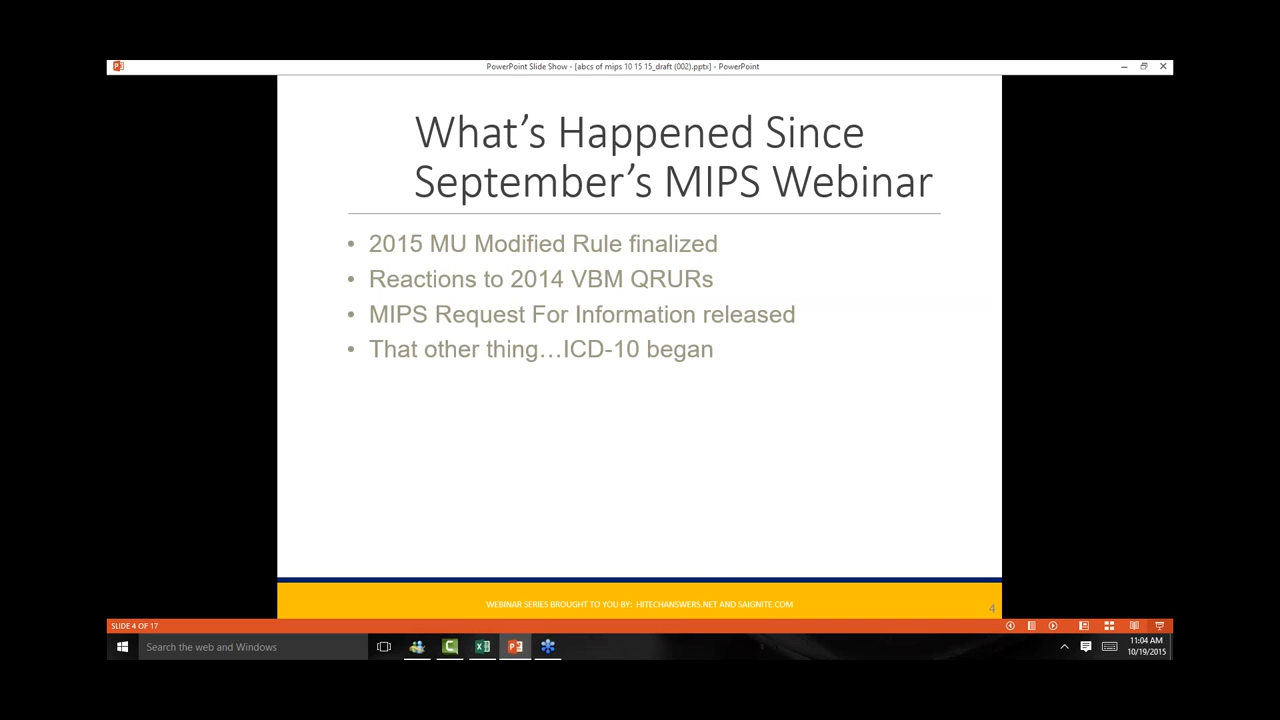 PowerPoint Slide Show - [abcs of mips 10 15 15_draft (002).pptx] - PowerPoint
What's Happened Since
September's MIPS Webinar
• 2015 MU Modified Rule finalized
• Reactions to 2014 VBM QRURs
• MIPS Request For Information released
• That other thing…ICD-10 began
WEBINAR SERIES BROUGHT TO YOU BY: HITECHANSWERS.NET AND SAIGNITE.COM
4
SLIDE 4 OF 17
Search the web and Windows
11:04 AM
10/19/2015